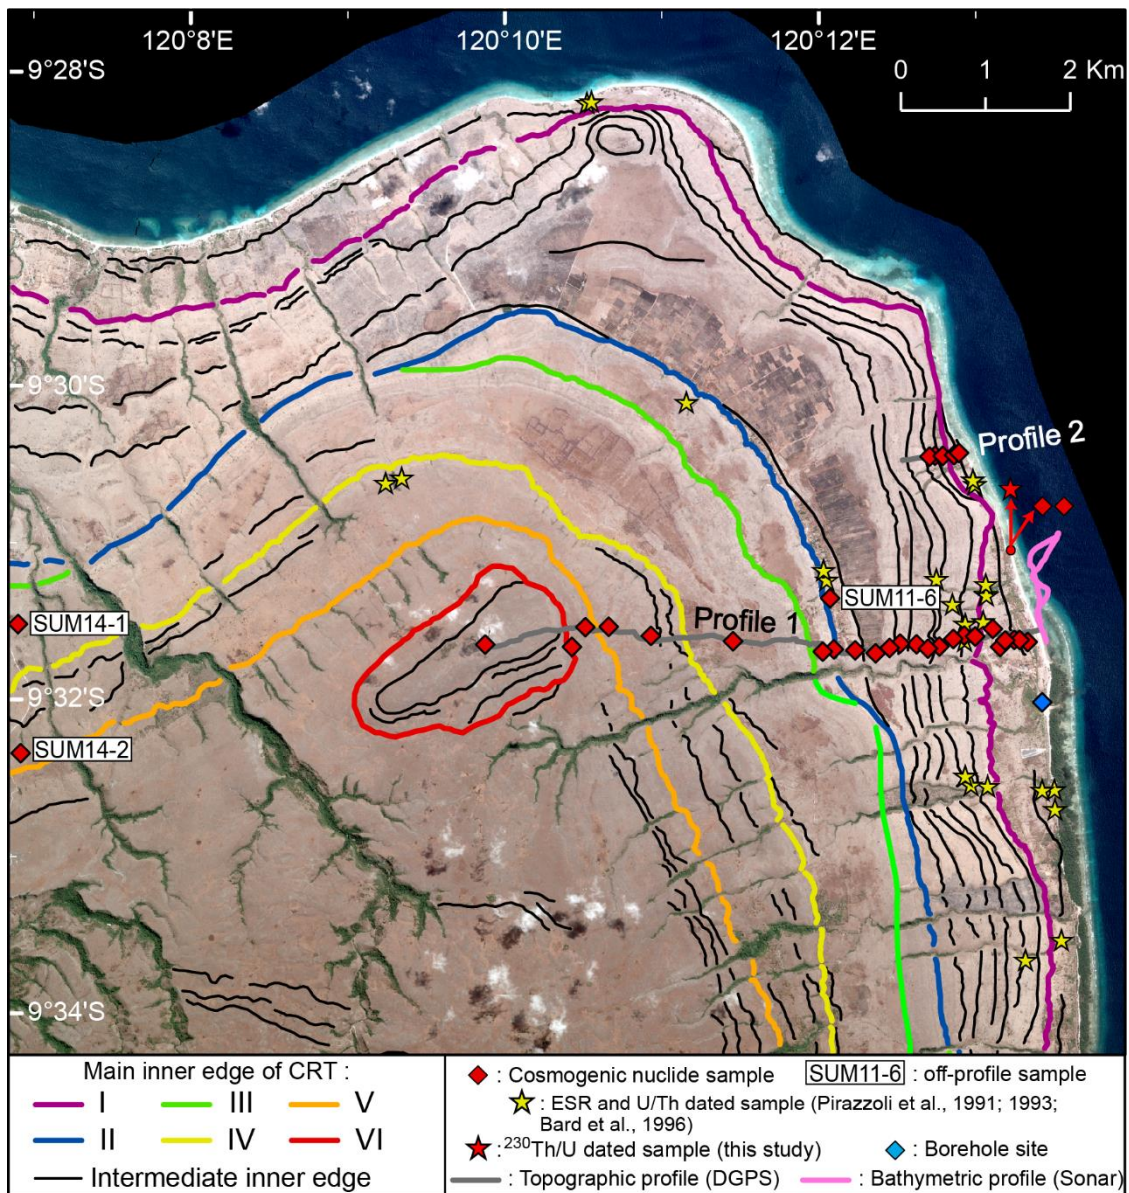 120°8'E 120°10'E 120°12'E
9°28'S
0 1 2 Km
9°30'S
Profile 2
SUM11-6
SUM14-1
Profile 1
9°32'S
SUM14-2
9°34'S
Main inner edge of CRT :
I III V
II IV VI
Intermediate inner edge
: Cosmogenic nuclide sample SUM11-6 : off-profile sample
: ESR and U/Th dated sample (Pirazzoli et al., 1991; 1993;
Bard et al., 1996)
: ²³⁰Th/U dated sample (this study) : Borehole site
: Topographic profile (DGPS) : Bathymetric profile (Sonar)